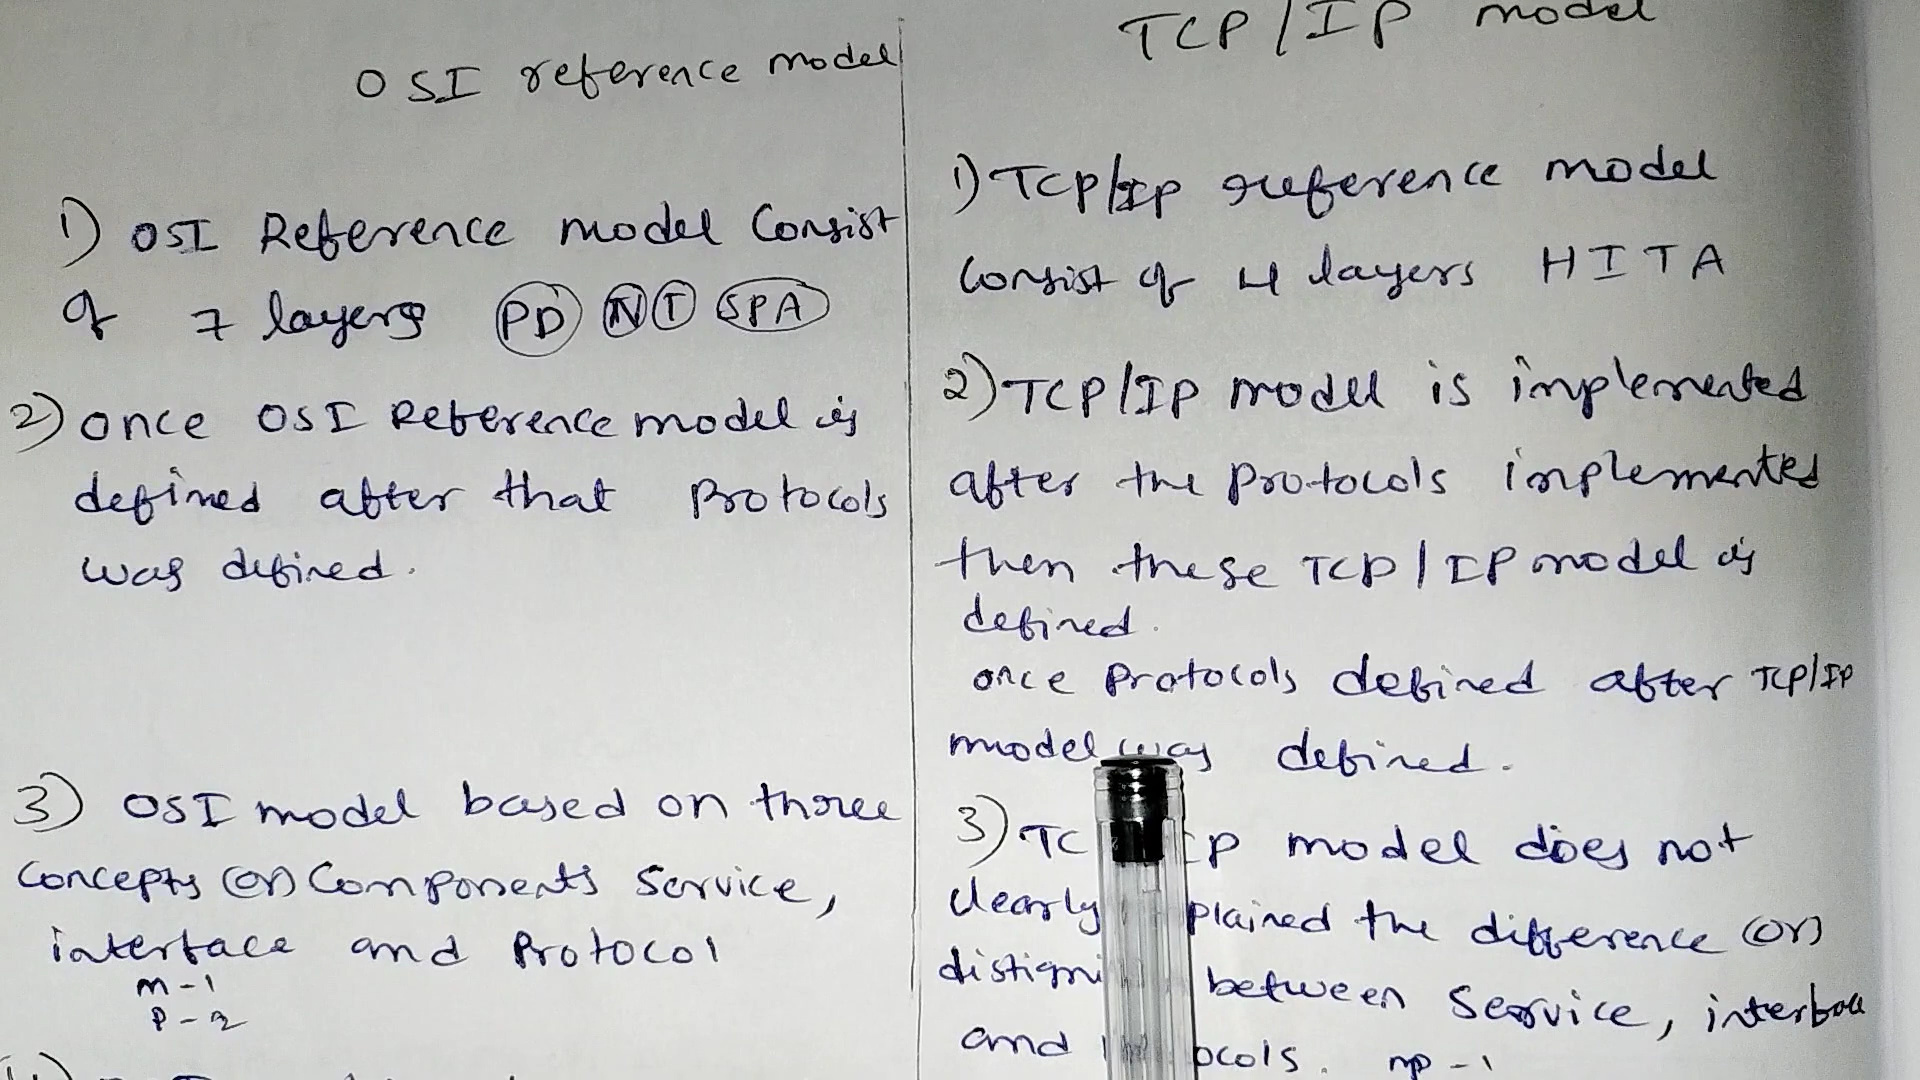 OSI reference model
1) OSI Reference model Consist
of 7 layers PD N T SPA
2) once OSI Reference model is
defined after that Protocols
was defined.
3) OSI model based on three
concepts (or) Components Service,
interface and Protocol
m-1
P-2
TCP/IP model
1) TCP/IP reference model
consist of 4 layers HITA
2) TCP/IP model is implemented
after the protocols implemented
then these TCP/IP model is
defined.
once Protocols defined after TCP/IP
model was defined.
3) model does not
clearly the difference (or)
between Service, interface
and
mp-1